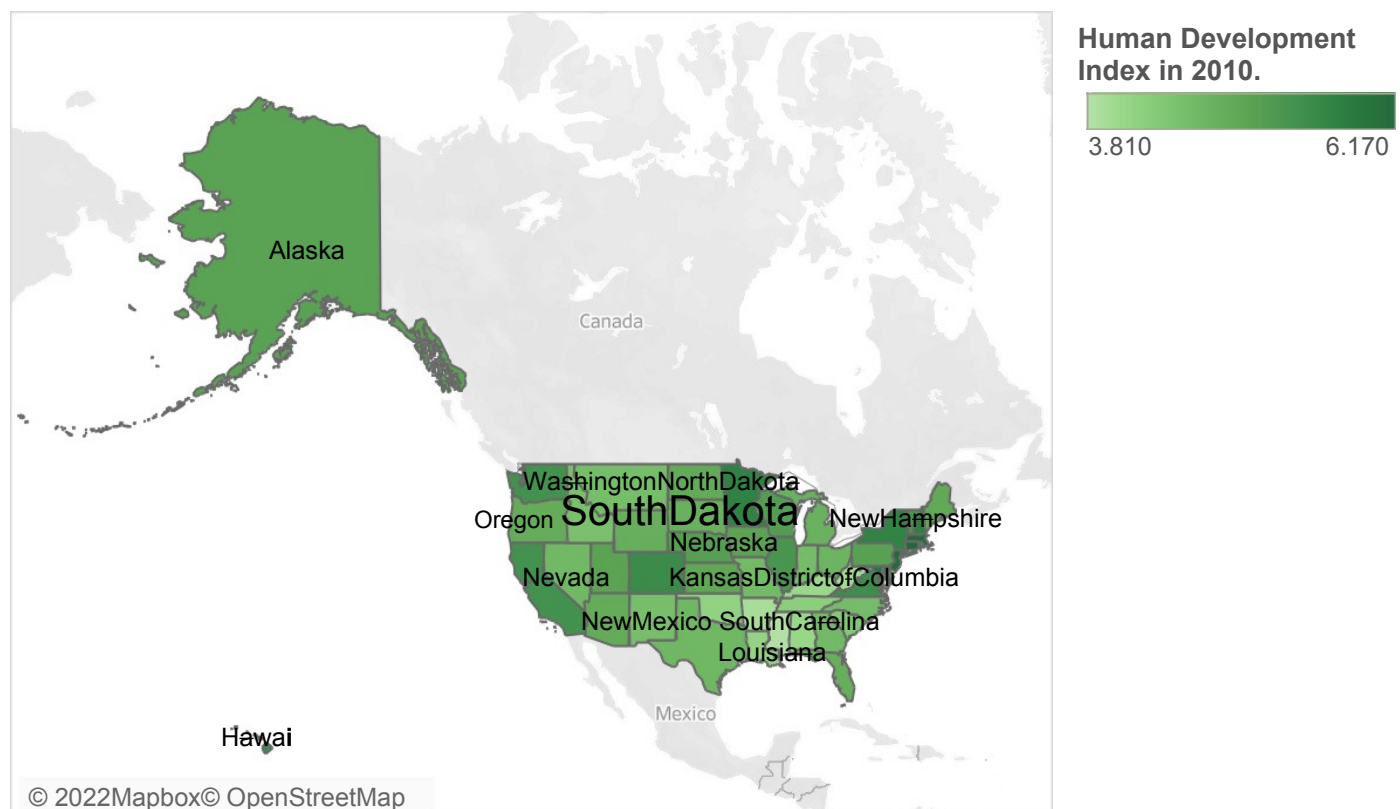 Human Development
Index in 2010.
3.810 6.170
Alaska
Canada
WashingtonNorthDakota
Oregon SouthDakota NewHampshire
Nebraska
Nevada KansasDistrictofColumbia
NewMexico SouthCarolina
Louisiana
Mexico
Hawai
© 2022Mapbox© OpenStreetMap